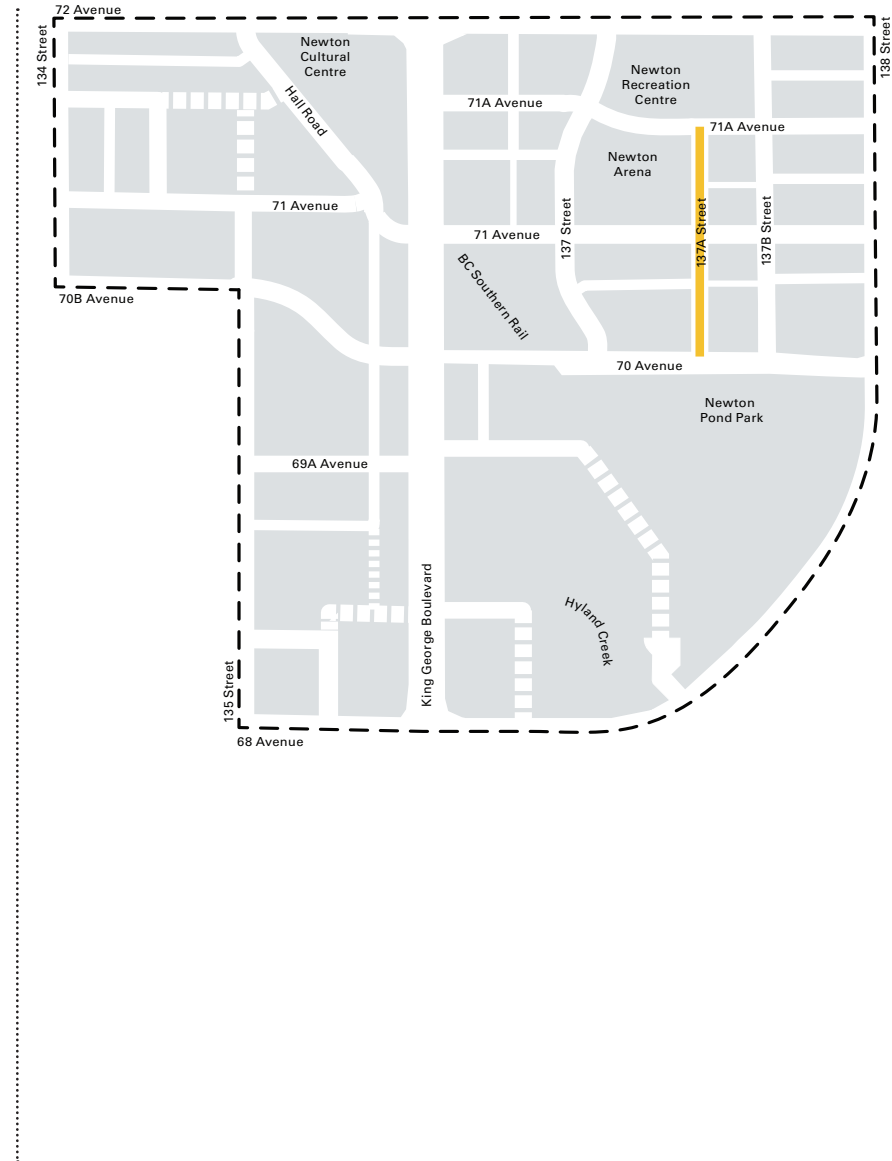 72 Avenue
134 Street
138 Street
Newton
Cultural
Centre
Newton
Recreation
Centre
Hall Road
71A Avenue
71A Avenue
Newton
Arena
71 Avenue
71 Avenue
137 Street
137A Street
137B Street
BC Southern Rail
70B Avenue
70 Avenue
Newton
Pond Park
69A Avenue
King George Boulevard
Hyland Creek
135 Street
68 Avenue